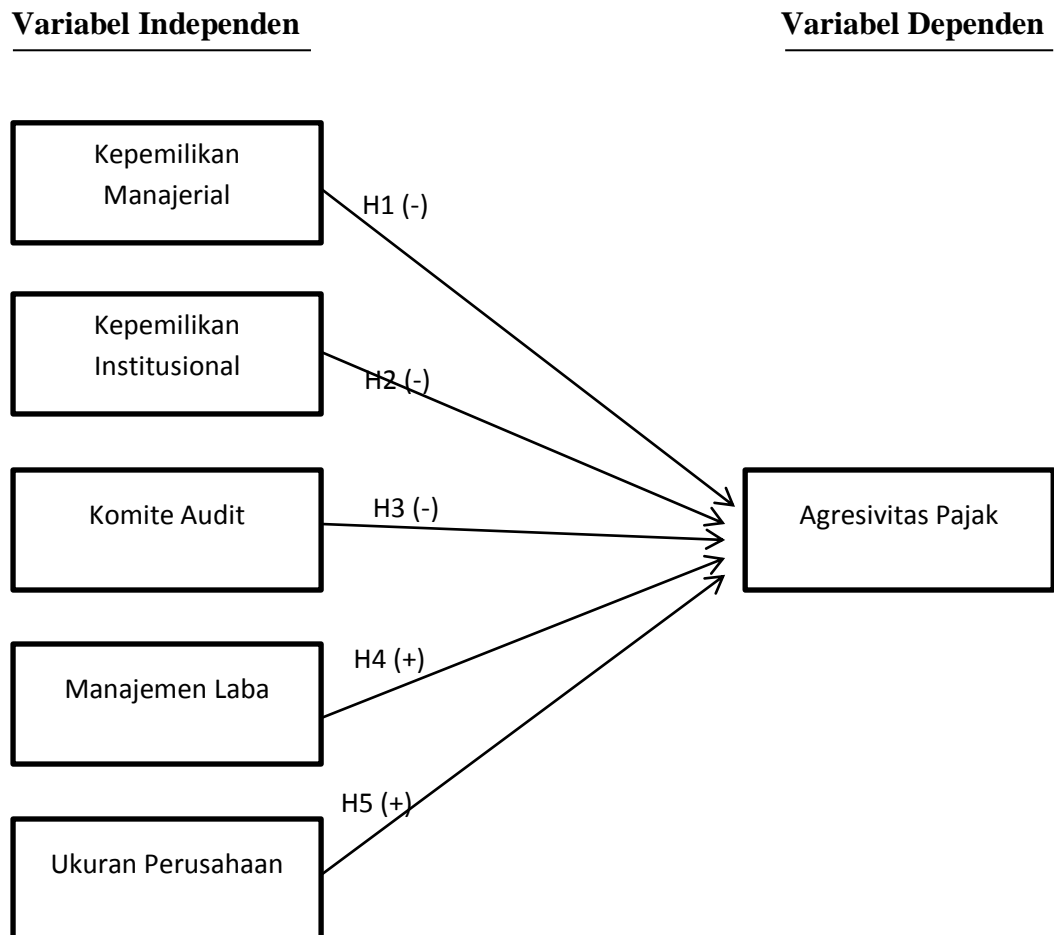 Variabel Independen
Variabel Dependen
Kepemilikan
Manajerial
H1 (-)
Kepemilikan
Institusional
H2 (-)
Komite Audit
H3 (-)
Agresivitas Pajak
Manajemen Laba
H4 (+)
Ukuran Perusahaan
H5 (+)